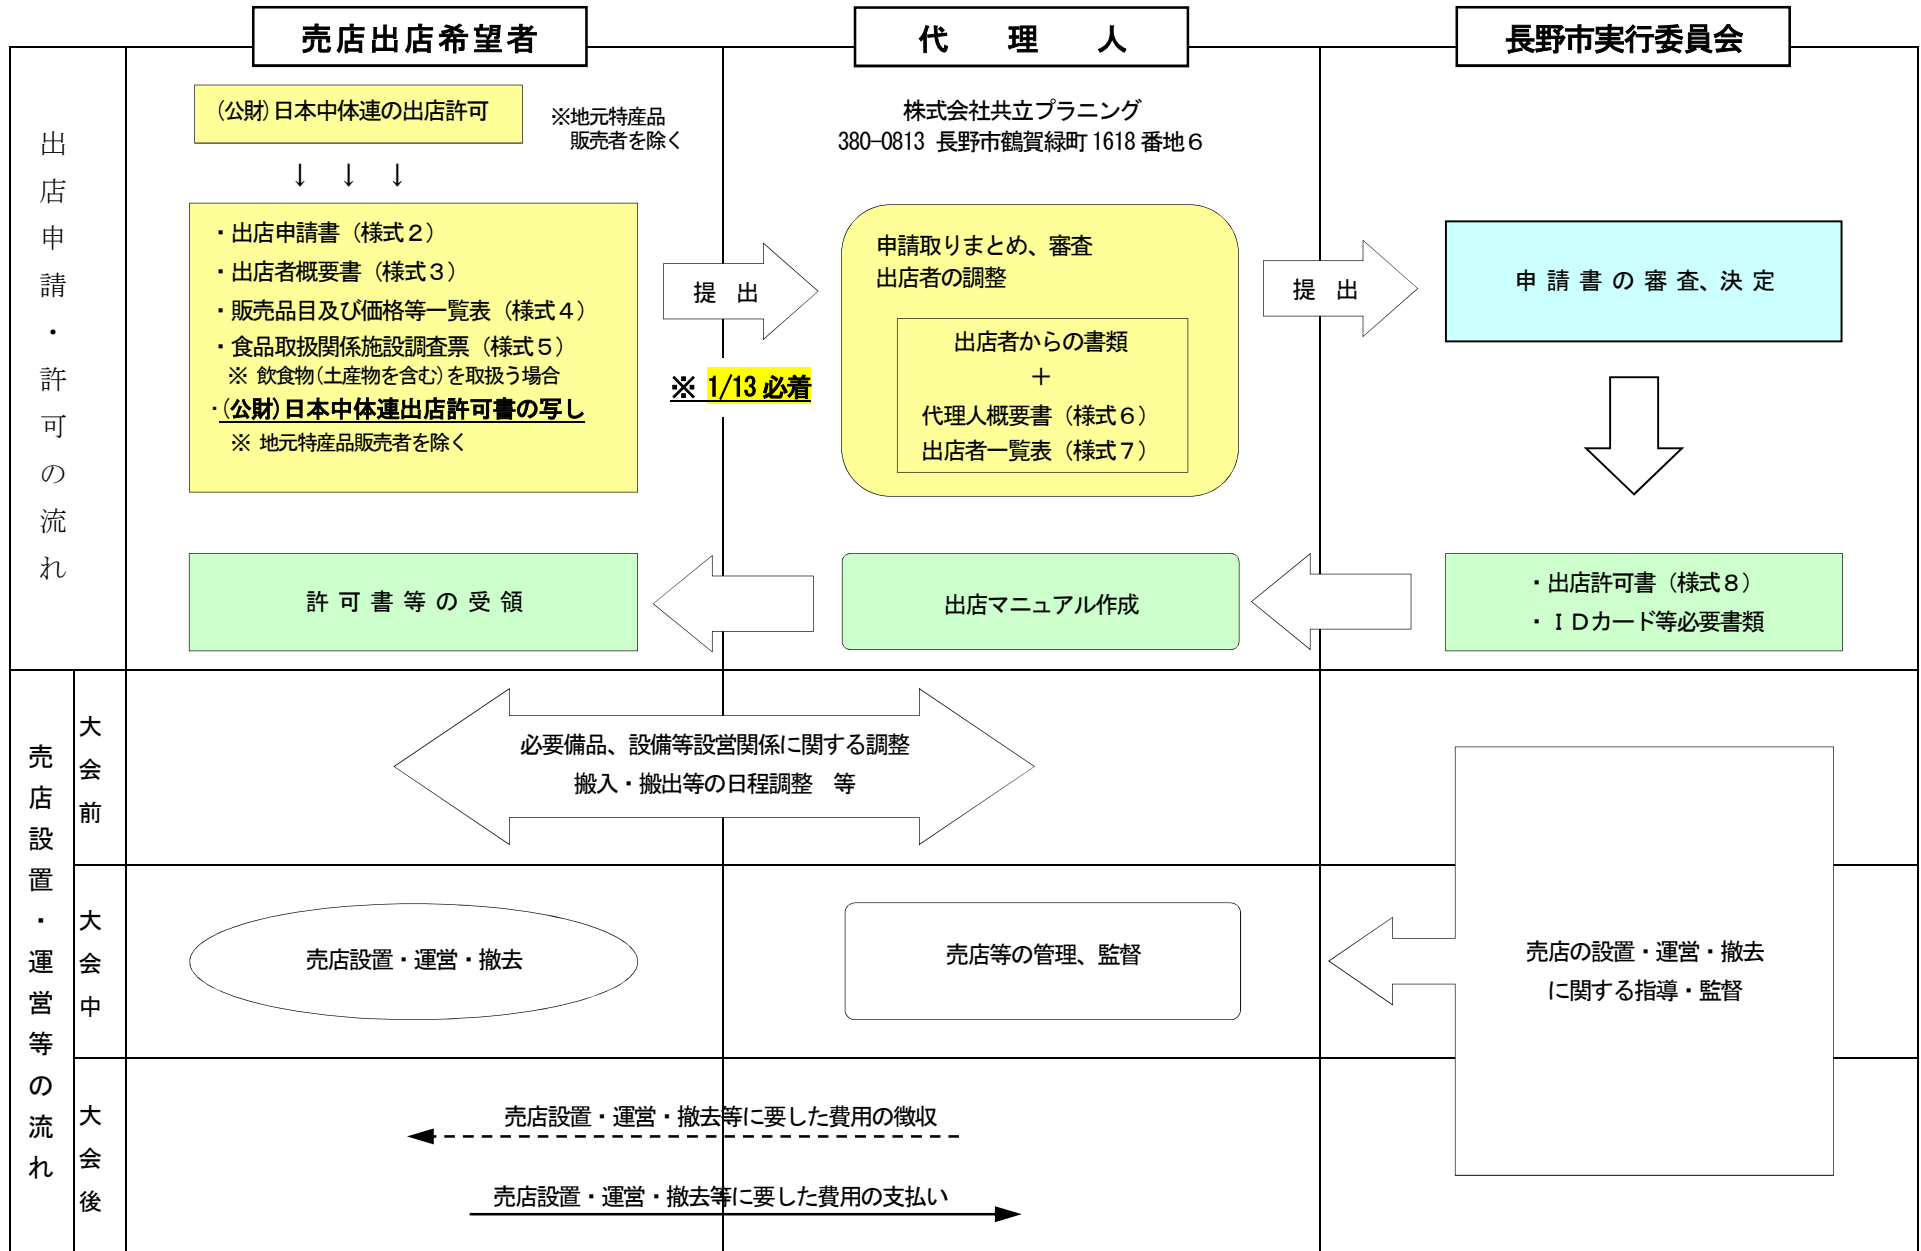 売店出店希望者
代　理　人
長野市実行委員会
出店申請・許可の流れ
(公財)日本中体連の出店許可
※地元特産品
販売者を除く
↓ ↓ ↓
・出店申請書（様式２）
・出店者概要書（様式３）
・販売品目及び価格等一覧表（様式４）
・食品取扱関係施設調査票（様式５）
※ 飲食物(土産物を含む)を取扱う場合
・(公財)日本中体連出店許可書の写し
※ 地元特産品販売者を除く
提 出
※ 1/13 必着
株式会社共立プラニング
380-0813 長野市鶴賀緑町 1618 番地６
申請取りまとめ、審査
出店者の調整
出店者からの書類
＋
代理人概要書（様式６）
出店者一覧表（様式７）
提 出
申 請 書 の 審 査、決 定
・出店許可書（様式８）
・ＩＤカード等必要書類
出店マニュアル作成
許 可 書 等 の 受 領
売店設置・運営等の流れ
大会前
必要備品、設備等設営関係に関する調整
搬入・搬出等の日程調整　等
大会中
売店設置・運営・撤去
売店等の管理、監督
売店の設置・運営・撤去
に関する指導・監督
大会後
売店設置・運営・撤去等に要した費用の徴収
売店設置・運営・撤去等に要した費用の支払い